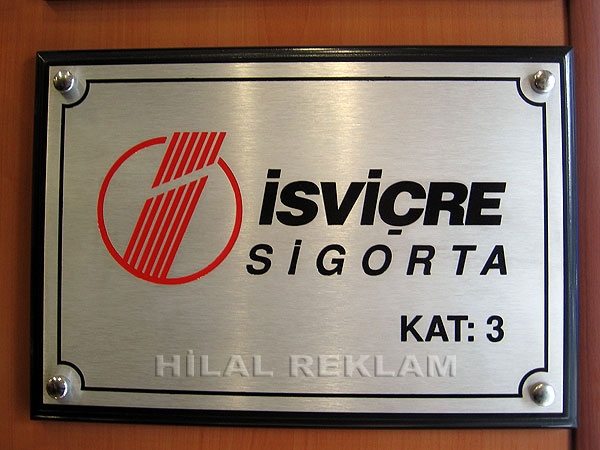 İSVİÇRE
SİGORTA
KAT: 3
HİLAL REKLAM